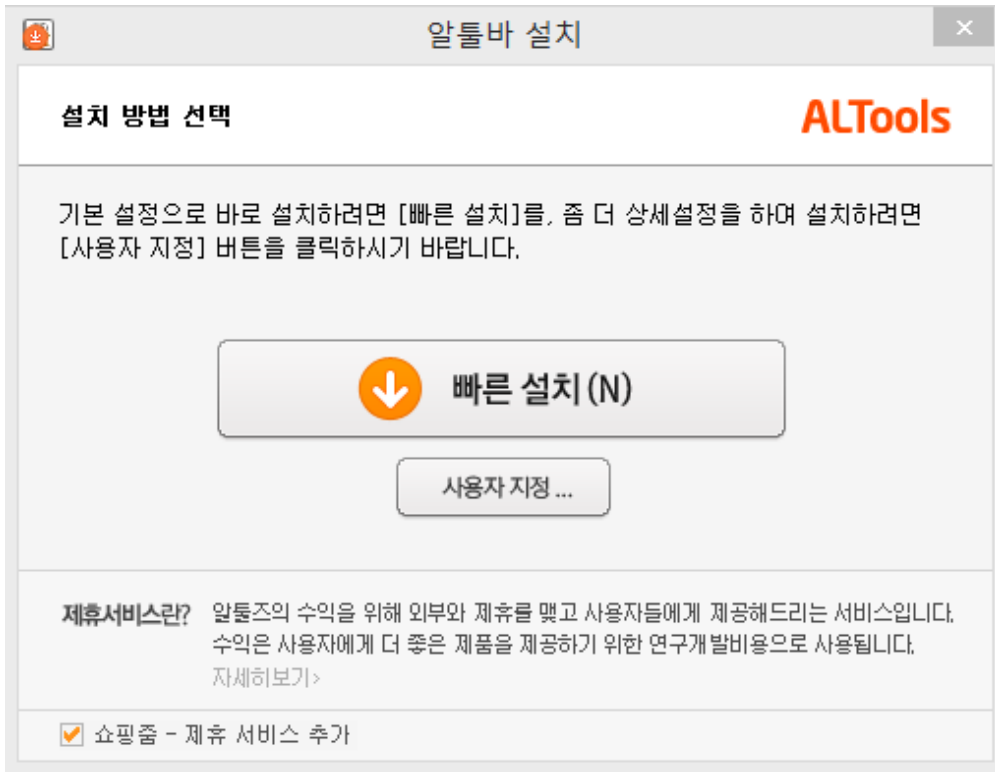 알툴바 설치
설치 방법 선택
ALTools
기본 설정으로 바로 설치하려면 [빠른 설치]를, 좀 더 상세설정을 하며 설치하려면
[사용자 지정] 버튼을 클릭하시기 바랍니다.
빠른 설치(N)
사용자 지정 ...
제휴서비스란?
알툴즈의 수익을 위해 외부와 제휴를 맺고 사용자들에게 제공해드리는 서비스입니다.
수익은 사용자에게 더 좋은 제품을 제공하기 위한 연구개발비용으로 사용됩니다.
자세히보기>
쇼핑줌 - 제휴 서비스 추가